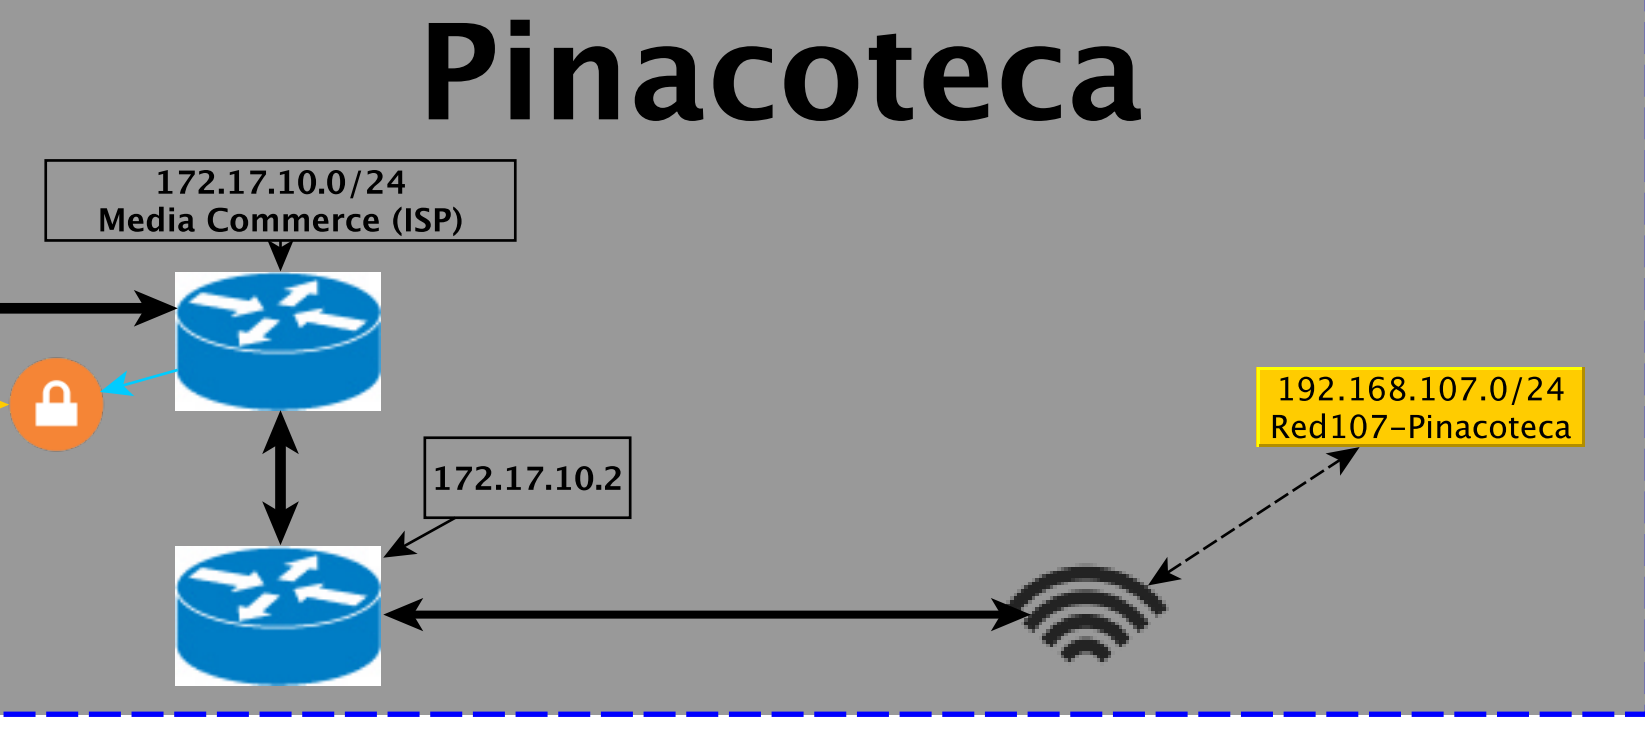 Pinacoteca
172.17.10.0/24
Media Commerce (ISP)
192.168.107.0/24
Red107-Pinacoteca
172.17.10.2